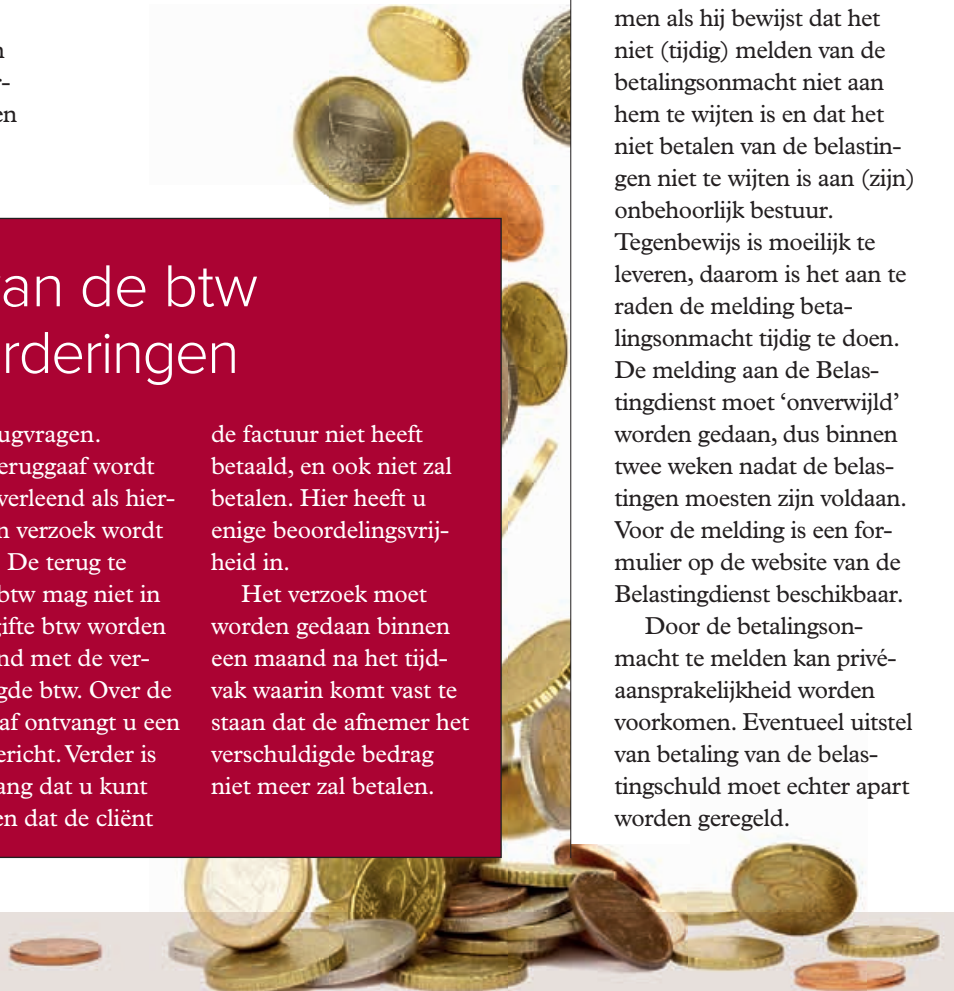 n
r-
en
an de btw
rderingen
ugvragen.
eruggaaf wordt
verleend als hier-
n verzoek wordt
De terug te
btw mag niet in
ifte btw worden
nd met de ver-
gde btw. Over de
af ontvangt u een
ericht. Verder is
ang dat u kunt
en dat de cliënt
de factuur niet heeft
betaald, en ook niet zal
betalen. Hier heeft u
enige beoordelingsvrij-
heid in.
Het verzoek moet
worden gedaan binnen
een maand na het tijd-
vak waarin komt vast te
staan dat de afnemer het
verschuldigde bedrag
niet meer zal betalen.
men als hij bewijst dat het
niet (tijdig) melden van de
betalingsonmacht niet aan
hem te wijten is en dat het
niet betalen van de belastin-
gen niet te wijten is aan (zijn)
onbehoorlijk bestuur.
Tegenbewijs is moeilijk te
leveren, daarom is het aan te
raden de melding beta-
lingsonmacht tijdig te doen.
De melding aan de Belas-
tingdienst moet ‘onverwijld’
worden gedaan, dus binnen
twee weken nadat de belas-
tingen moesten zijn voldaan.
Voor de melding is een for-
mulier op de website van de
Belastingdienst beschikbaar.
Door de betalingson-
macht te melden kan privé-
aansprakelijkheid worden
voorkomen. Eventueel uitstel
van betaling van de belas-
tingschuld moet echter apart
worden geregeld.